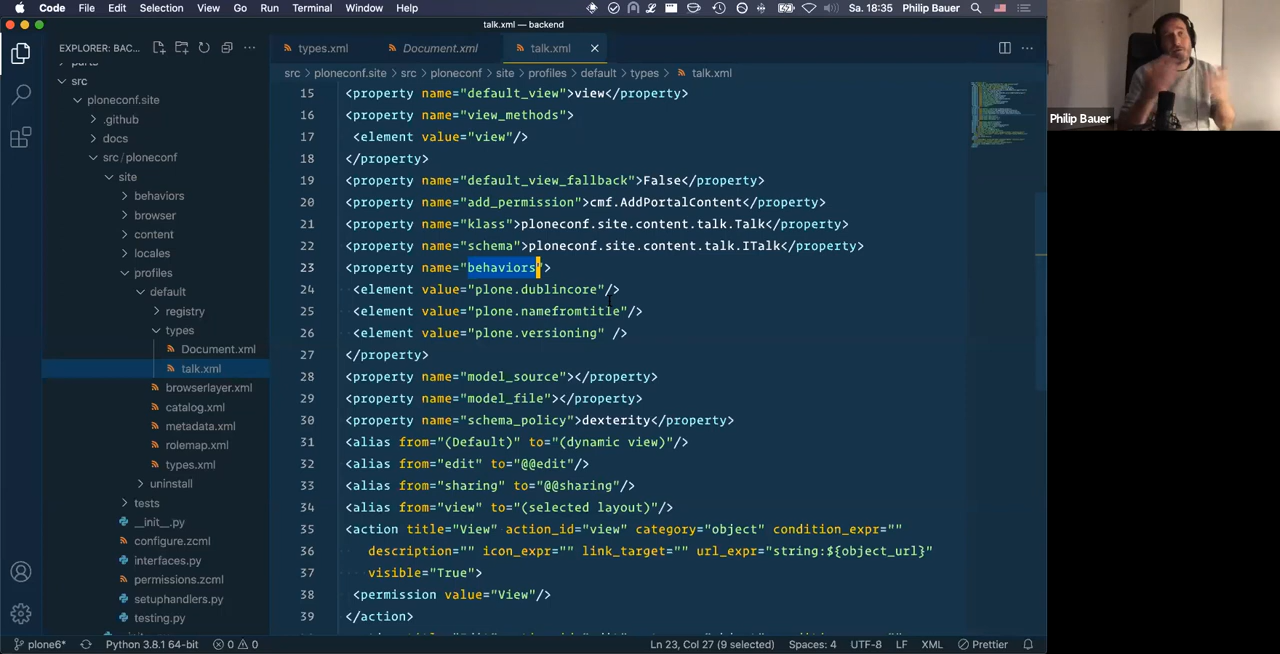 Code File Edit Selection View Go Run Terminal Window Help Sa. 18:35 Philip Bauer
talk.xml — backend
EXPLORER: BAC...
types.xml
Document.xml
talk.xml
src > ploneconf.site > src > ploneconf > site > profiles > default > types > talk.xml
parts
src
ploneconf.site
.github
docs
src/ploneconf
site
behaviors
browser
content
locales
profiles
default
registry
types
Document.xml
talk.xml
browserlayer.xml
catalog.xml
metadata.xml
rolemap.xml
types.xml
uninstall
tests
__init__.py
configure.zcml
interfaces.py
permissions.zcml
setuphandlers.py
testing.py
15 <property name="default_view">view</property>
16 <property name="view_methods">
17 <element value="view"/>
18 </property>
19 <property name="default_view_fallback">False</property>
20 <property name="add_permission">cmf.AddPortalContent</property>
21 <property name="klass">ploneconf.site.content.talk.Talk</property>
22 <property name="schema">ploneconf.site.content.talk.ITalk</property>
23 <property name="behaviors">
24 <element value="plone.dublincore"/>
25 <element value="plone.namefromtitle"/>
26 <element value="plone.versioning" />
27 </property>
28 <property name="model_source"></property>
29 <property name="model_file"></property>
30 <property name="schema_policy">dexterity</property>
31 <alias from="(Default)" to="(dynamic view)"/>
32 <alias from="edit" to="@@edit"/>
33 <alias from="sharing" to="@@sharing"/>
34 <alias from="view" to="(selected layout)"/>
35 <action title="View" action_id="view" category="object" condition_expr=""
36 description="" icon_expr="" link_target="" url_expr="string:${object_url}"
37 visible="True">
38 <permission value="View"/>
39 </action>
Philip Bauer
plone6* Python 3.8.1 64-bit 0 0 Ln 23, Col 27 (9 selected) Spaces: 4 UTF-8 LF XML Prettier